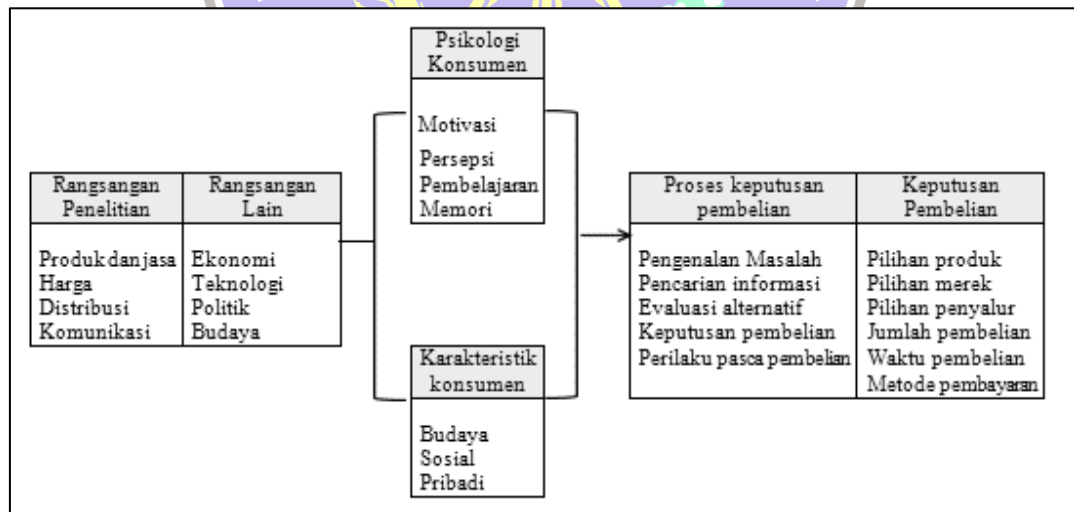 Psikologi
Konsumen
Motivasi
Persepsi
Pembelajaran
Memori
Rangsangan
Penelitian
Produk dan jasa
Harga
Distribusi
Komunikasi
Rangsangan
Lain
Ekonomi
Teknologi
Politik
Budaya
Karakteristik
konsumen
Budaya
Sosial
Pribadi
Proses keputusan
pembelian
Pengenalan Masalah
Pencarian informasi
Evaluasi alternatif
Keputusan pembelian
Perilaku pasca pembelian
Keputusan
Pembelian
Pilihan produk
Pilihan merek
Pilihan penyalur
Jumlah pembelian
Waktu pembelian
Metode pembayaran